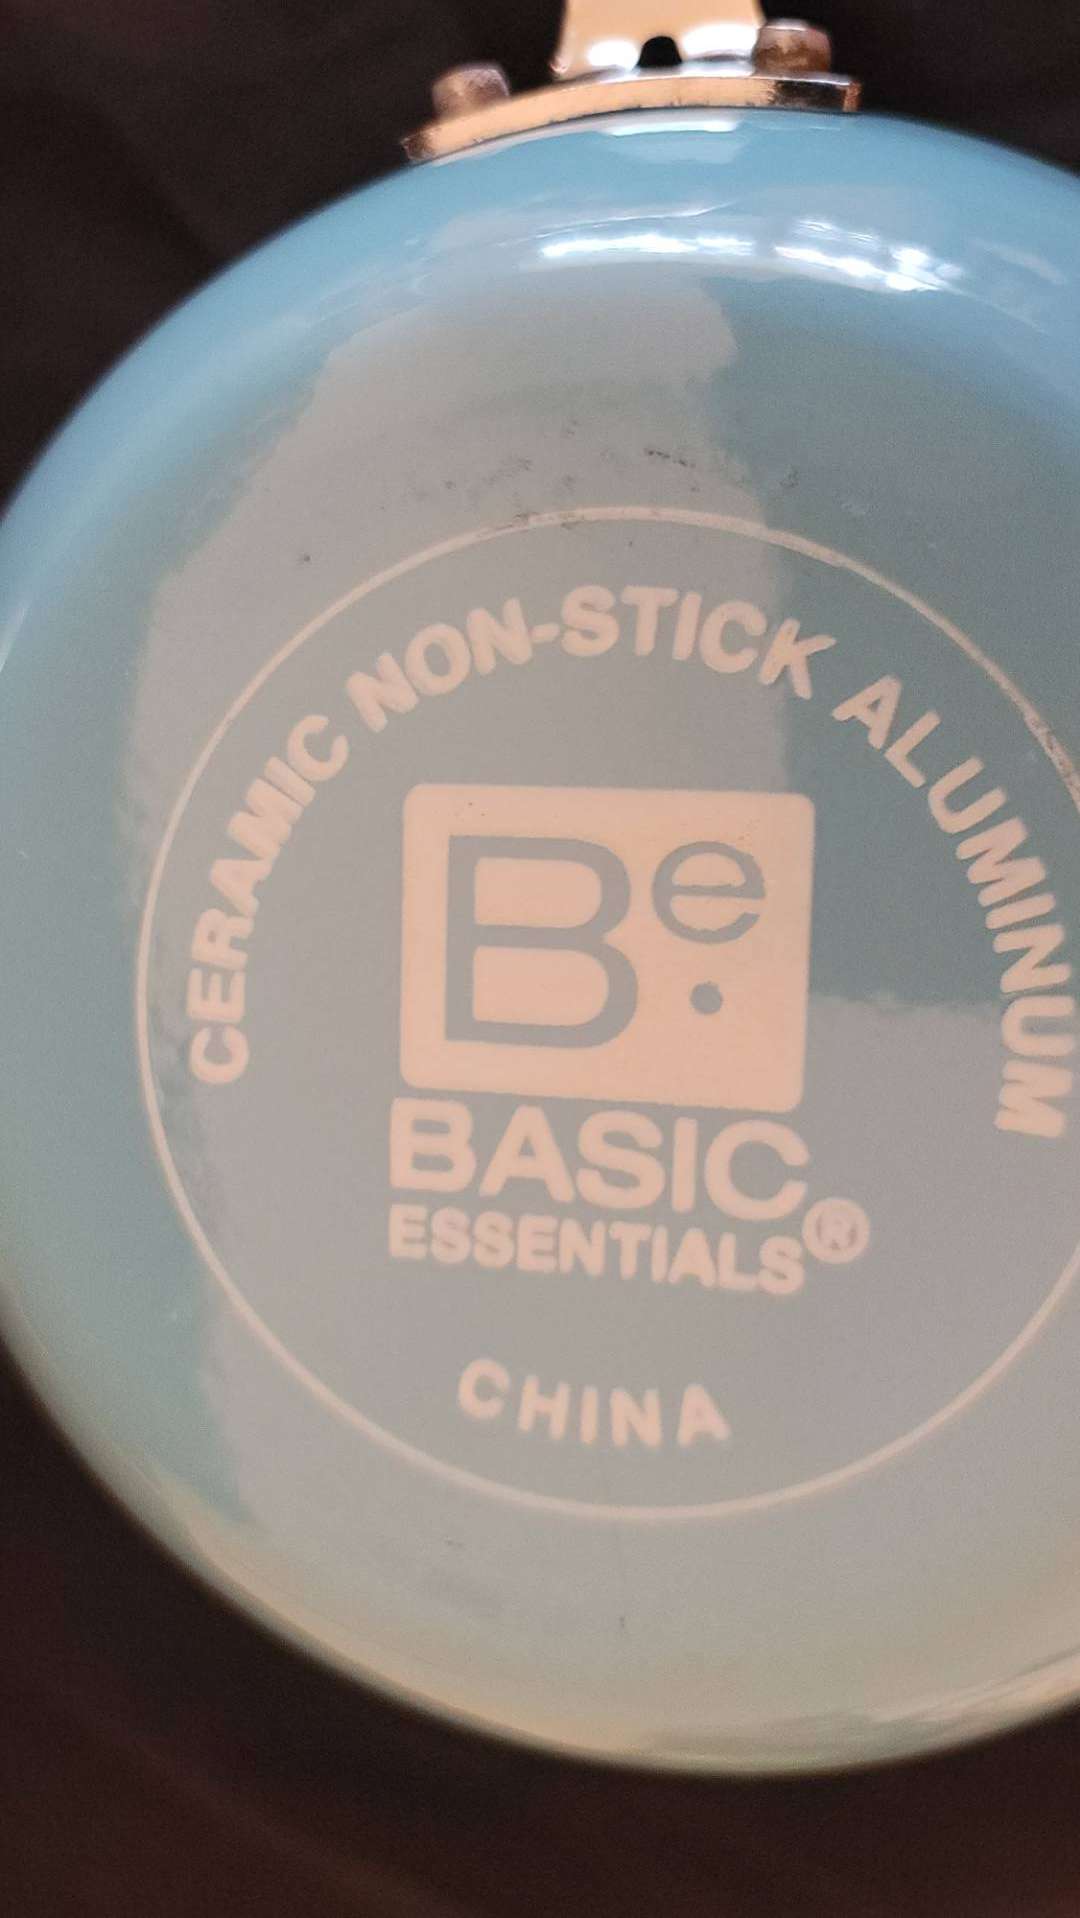 CERAMIC NON-STICK ALUMINUM
Be.
BASIC
ESSENTIALS®
CHINA